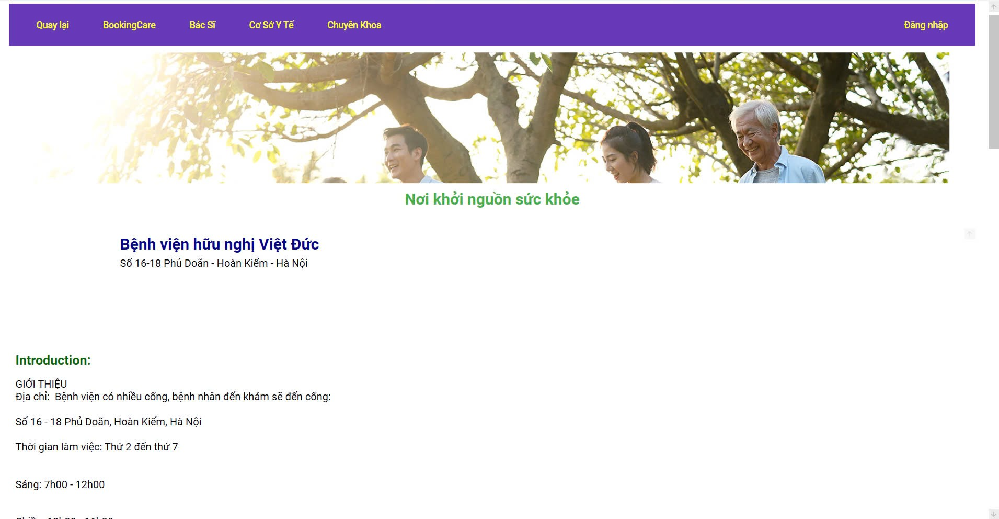 Quay lại BookingCare Bác Sĩ Cơ Sở Y Tế Chuyên Khoa Đăng nhập
Nơi khởi nguồn sức khỏe
Bệnh viện hữu nghị Việt Đức
Số 16-18 Phủ Doãn - Hoàn Kiếm - Hà Nội
Introduction:
GIỚI THIỆU
Địa chỉ:  Bệnh viện có nhiều cổng, bệnh nhân đến khám sẽ đến cổng:
Số 16 - 18 Phủ Doãn, Hoàn Kiếm, Hà Nội
Thời gian làm việc: Thứ 2 đến thứ 7
Sáng: 7h00 - 12h00